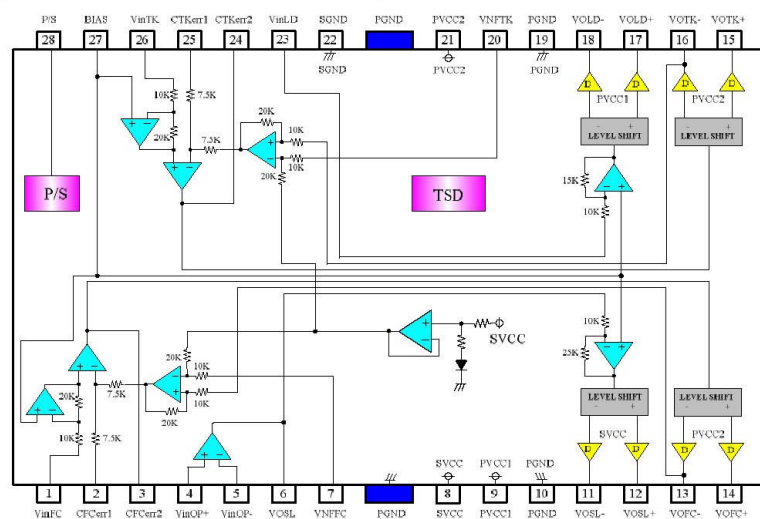 P/S BIAS VinTK CTKerr1 CTKerr2 VinLD SGND PGND PVCC2 VNFTK PGND VOLD- VOLD+ VOTK- VOTK+
28 27 26 25 24 23 22 21 20 19 18 17 16 15
SGND PVCC2 PGND
D D D D
PVCC1 PVCC2
10K 7.5K
20K 10K
- + - +
LEVEL SHIFT LEVEL SHIFT
+ - 20K 7.5K + - 10K
20K
+ -
P/S TSD
15K - +
10K
10K
+ -
SVCC
25K - +
20K 10K
+ - 7.5K - + 10K
LEVEL SHIFT LEVEL SHIFT
- + - +
20K
+ - 20K
10K 7.5K
SVCC PVCC2
+ -
D D D D
SVCC PVCC1 PGND
1 2 3 4 5 6 7 8 9 10 11 12 13 14
VinFC CFCerr1 CFCerr2 VinOP+ VinOP- VOSL VNFFC PGND SVCC PVCC1 PGND VOSL- VOSL+ VOFC- VOFC+